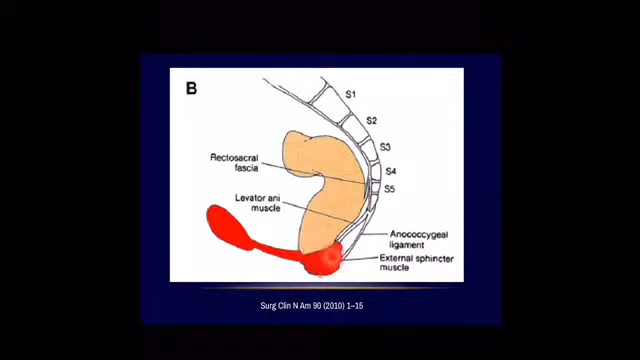 B
S1
S2
S3
S4
S5
Rectosacral
fascia
Levator ani
muscle
Anococcygeal
ligament
External sphincter
muscle
Surg Clin N Am 90 (2010) 1–15